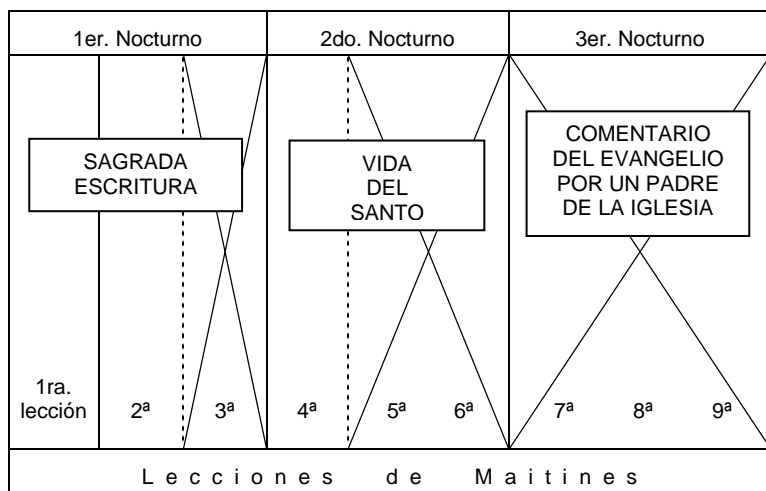 1er. Nocturno 2do. Nocturno 3er. Nocturno
SAGRADA
ESCRITURA
VIDA
DEL
SANTO
COMENTARIO
DEL EVANGELIO
POR UN PADRE
DE LA IGLESIA
1ra.
lección 2ª 3ª 4ª 5ª 6ª 7ª 8ª 9ª
Lecciones de Maitines